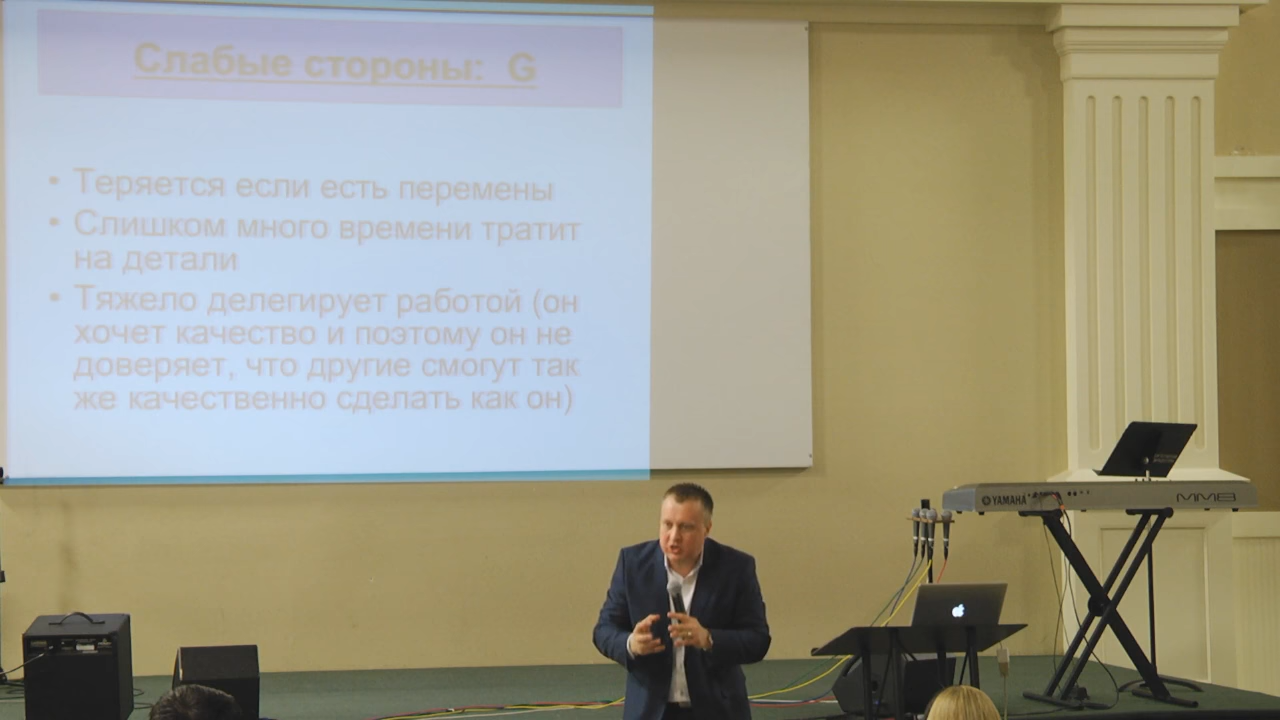 Слабые стороны: G
• Теряется если есть перемены
• Слишком много времени тратит
на детали
• Тяжело делегирует работой (он
хочет качество и поэтому он не
доверяет, что другие смогут так
же качественно сделать как он)
YAMAHA
MM8